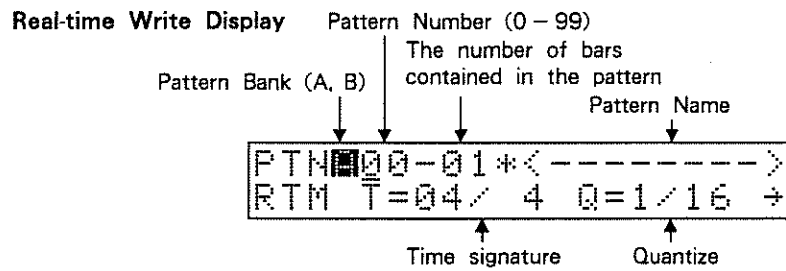 Real-time Write Display
Pattern Number (0 – 99)
The number of bars
contained in the pattern
Pattern Bank (A, B)
Pattern Name
PTN 00-01*<--------->
RTM T=04/ 4 Q=1/16 →
Time signature
Quantize